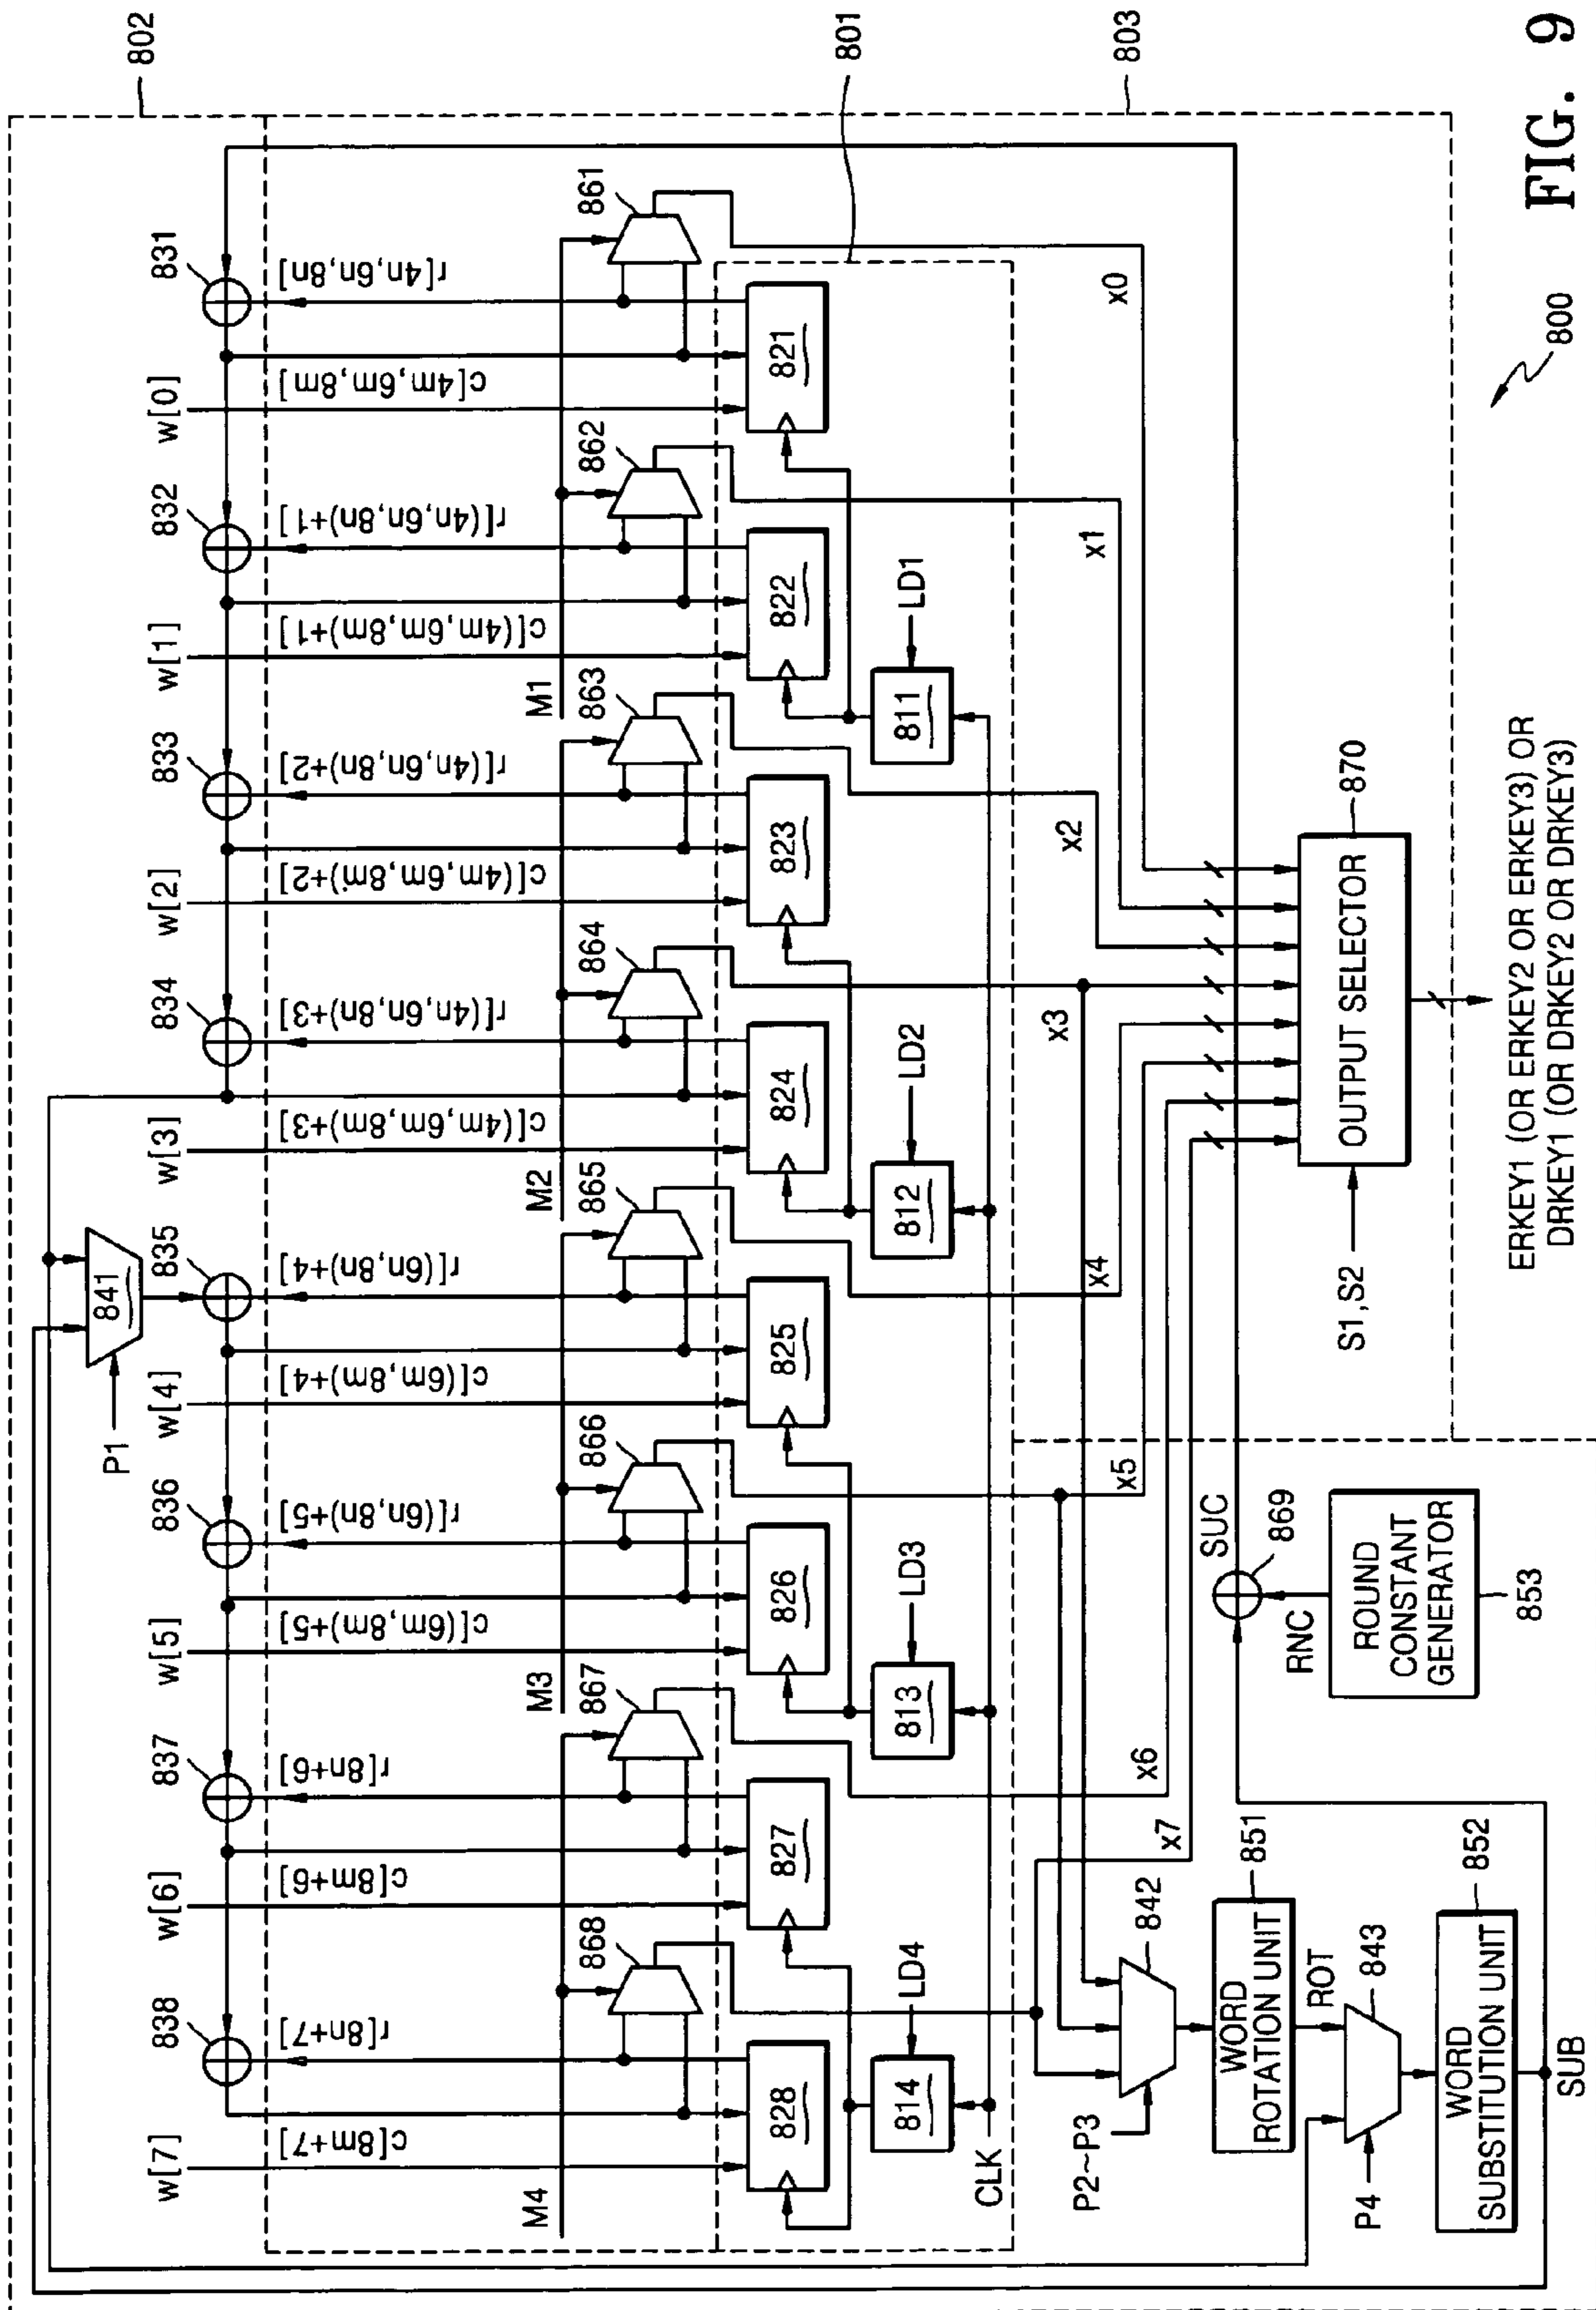 802
831
832
833
834
835
836
837
838
841
P1
w[0]
w[1]
w[2]
w[3]
w[4]
w[5]
w[6]
w[7]
r[4n,6n,8n]
c[4m,6m,8m]
r[(4n,6n,8n)+1]
c[(4m,6m,8m)+1]
r[(4n,6n,8n)+2]
c[(4m,6m,8m)+2]
r[(4n,6n,8n)+3]
c[(4m,6m,8m)+3]
r[(6n,8n)+4]
c[(6m,8m)+4]
r[(6n,8n)+5]
c[(6m,8m)+5]
r[8n+6]
c[8m+6]
r[8n+7]
c[8m+7]
M1
M2
M3
M4
861
862
863
864
865
866
867
868
801
821
822
823
824
825
826
827
828
811
812
813
814
LD1
LD2
LD3
LD4
CLK
803
x0
x1
x2
x3
x4
x5
x6
x7
P2~P3
842
WORD
ROTATION UNIT
851
ROT
P4
843
WORD
SUBSTITUTION UNIT
852
SUB
SUC
869
RNC
ROUND
CONSTANT
GENERATOR
853
S1,S2
OUTPUT SELECTOR
870
ERKEY1 (OR ERKEY2 OR ERKEY3) OR
DRKEY1 (OR DRKEY2 OR DRKEY3)
800
FIG. 9